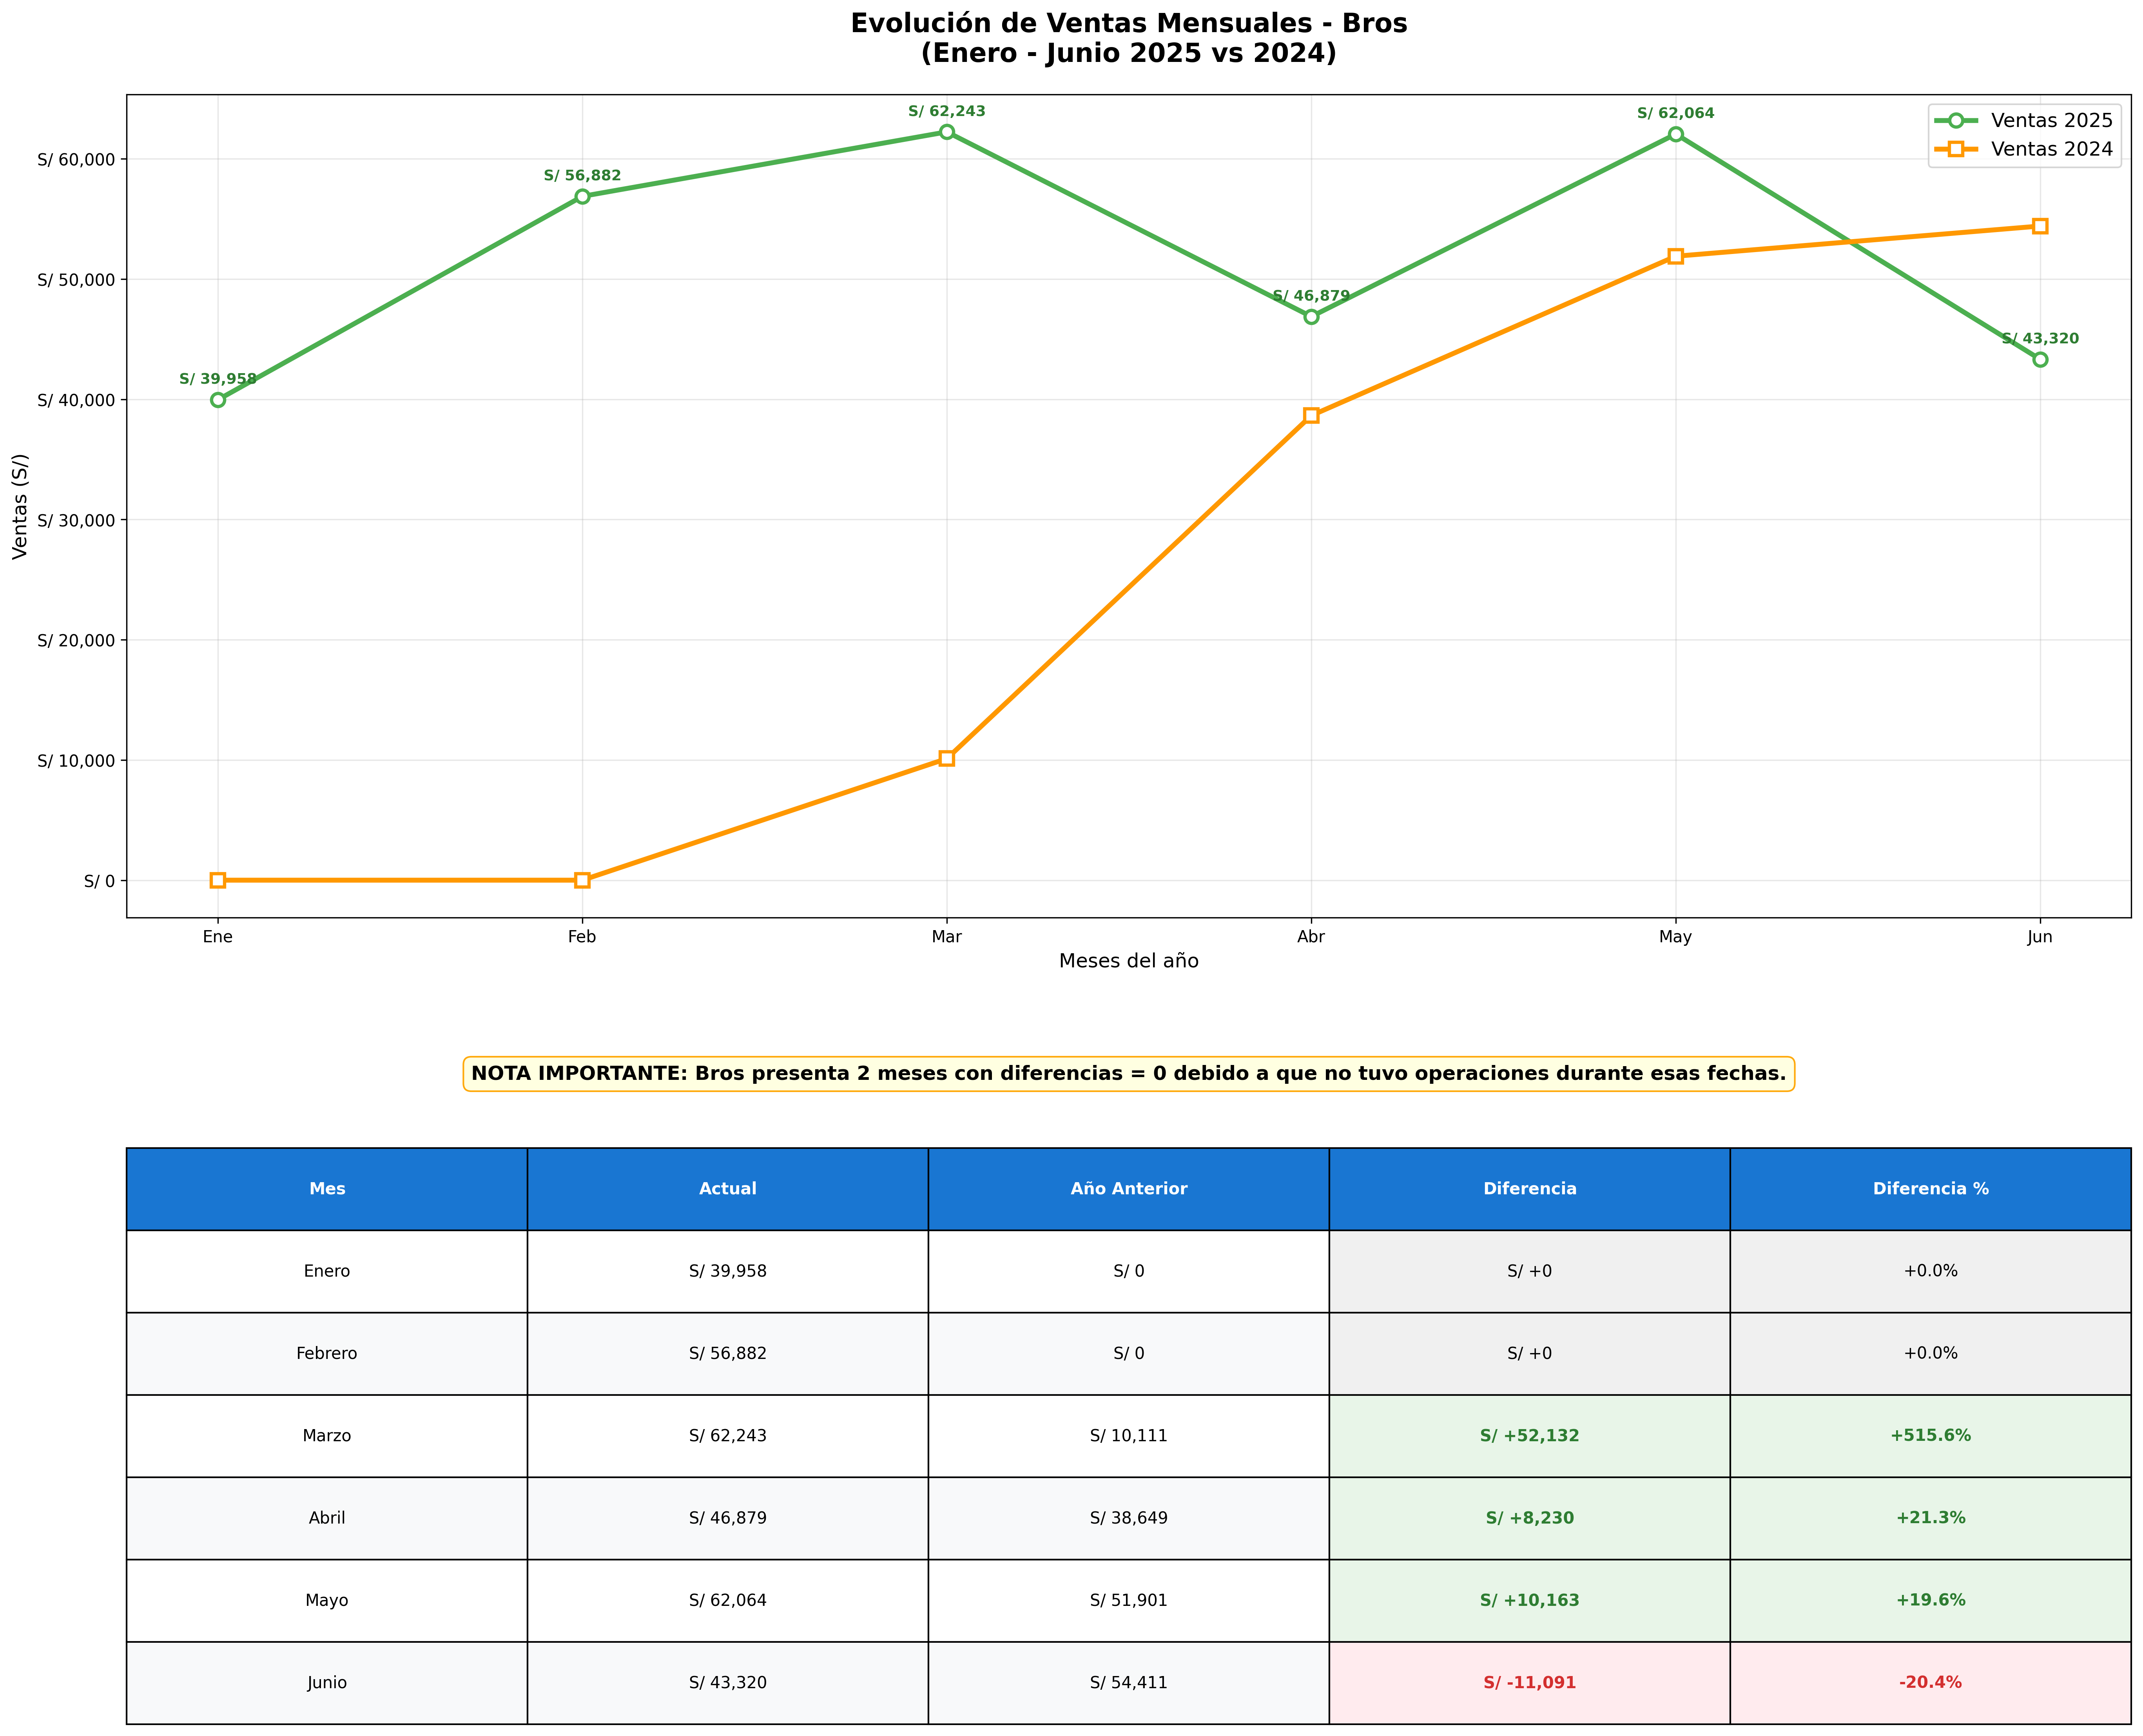 Evolución de Ventas Mensuales - Bros
(Enero - Junio 2025 vs 2024)
Ventas (S/)
S/ 60,000
S/ 50,000
S/ 40,000
S/ 30,000
S/ 20,000
S/ 10,000
S/ 0
S/ 39,958
S/ 56,882
S/ 62,243
S/ 46,879
S/ 62,064
S/ 43,320
Ventas 2025
Ventas 2024
Ene Feb Mar Abr May Jun
Meses del año
NOTA IMPORTANTE: Bros presenta 2 meses con diferencias = 0 debido a que no tuvo operaciones durante esas fechas.
Mes Actual Año Anterior Diferencia Diferencia %
Enero S/ 39,958 S/ 0 S/ +0 +0.0%
Febrero S/ 56,882 S/ 0 S/ +0 +0.0%
Marzo S/ 62,243 S/ 10,111 S/ +52,132 +515.6%
Abril S/ 46,879 S/ 38,649 S/ +8,230 +21.3%
Mayo S/ 62,064 S/ 51,901 S/ +10,163 +19.6%
Junio S/ 43,320 S/ 54,411 S/ -11,091 -20.4%